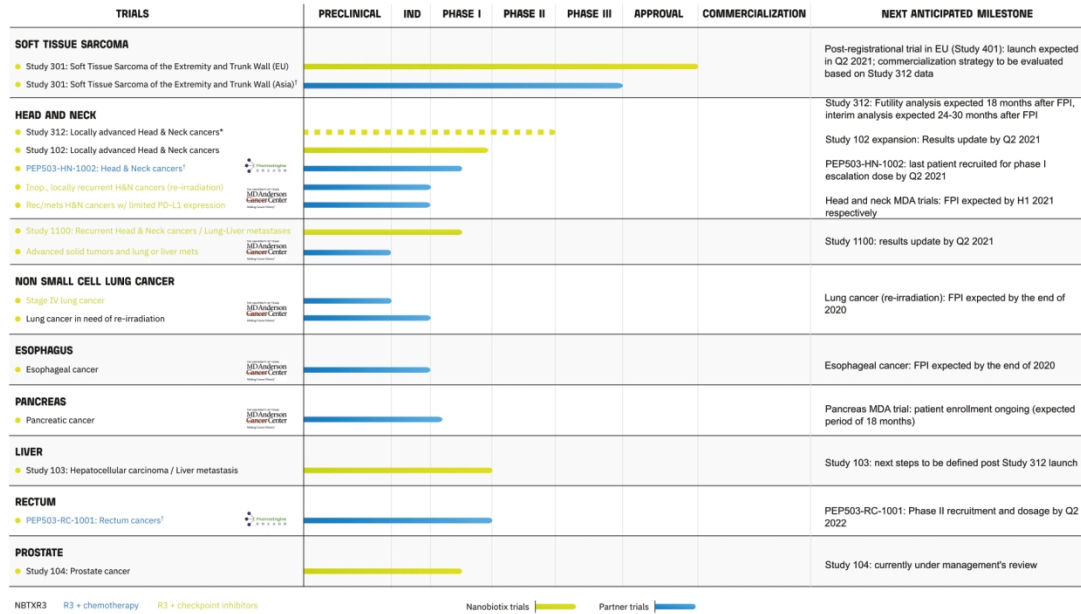 TRIALS PRECLINICAL IND PHASE I PHASE II PHASE III APPROVAL COMMERCIALIZATION NEXT ANTICIPATED MILESTONE
SOFT TISSUE SARCOMA
Study 301: Soft Tissue Sarcoma of the Extremity and Trunk Wall (EU)
Study 301: Soft Tissue Sarcoma of the Extremity and Trunk Wall (Asia)†
Post-registrational trial in EU (Study 401): launch expected
in Q2 2021; commercialization strategy to be evaluated
based on Study 312 data
HEAD AND NECK
Study 312: Locally advanced Head & Neck cancers*
Study 102: Locally advanced Head & Neck cancers
PEP503-HN-1002: Head & Neck cancers†
PharmaEngine
Inop., locally recurrent H&N cancers (re-irradiation)
Rec/mets H&N cancers w/ limited PD-L1 expression
MDAnderson
Cancer Center
Study 312: Futility analysis expected 18 months after FPI,
interim analysis expected 24-30 months after FPI
Study 102 expansion: Results update by Q2 2021
PEP503-HN-1002: last patient recruited for phase I
escalation dose by Q2 2021
Head and neck MDA trials: FPI expected by H1 2021
respectively
Study 1100: Recurrent Head & Neck cancers / Lung-Liver metastases
Advanced solid tumors and lung or liver mets
MDAnderson
Cancer Center
Study 1100: results update by Q2 2021
NON SMALL CELL LUNG CANCER
Stage IV lung cancer
Lung cancer in need of re-irradiation
MDAnderson
Cancer Center
Lung cancer (re-irradiation): FPI expected by the end of
2020
ESOPHAGUS
Esophageal cancer
MDAnderson
Cancer Center
Esophageal cancer: FPI expected by the end of 2020
PANCREAS
Pancreatic cancer
MDAnderson
Cancer Center
Pancreas MDA trial: patient enrollment ongoing (expected
period of 18 months)
LIVER
Study 103: Hepatocellular carcinoma / Liver metastasis
Study 103: next steps to be defined post Study 312 launch
RECTUM
PEP503-RC-1001: Rectum cancers†
PharmaEngine
PEP503-RC-1001: Phase II recruitment and dosage by Q2
2022
PROSTATE
Study 104: Prostate cancer
Study 104: currently under management's review
NBTXR3 R3 + chemotherapy R3 + checkpoint inhibitors Nanobiotix trials Partner trials